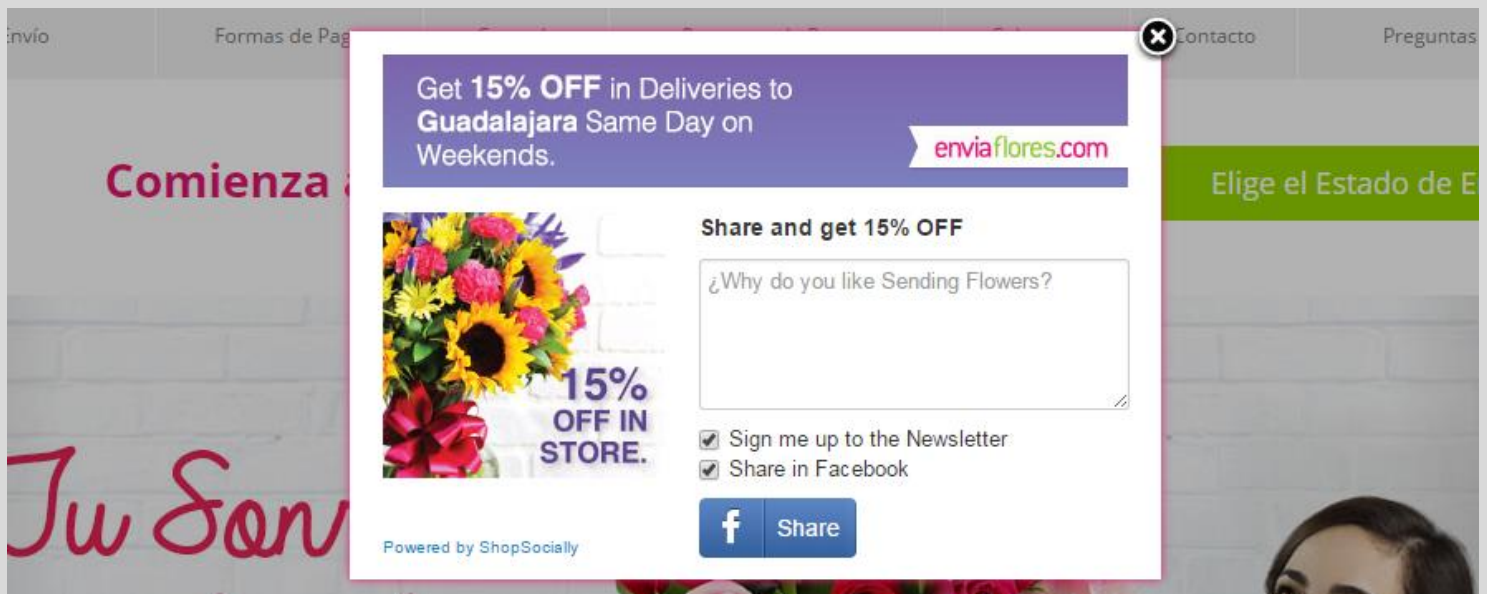 Envío
Formas de Pag
Contacto
Preguntas
Get 15% OFF in Deliveries to
Guadalajara Same Day on
Weekends.
enviaflores.com
Comienza a
Elige el Estado de E
Share and get 15% OFF
¿Why do you like Sending Flowers?
15%
OFF IN
STORE.
Sign me up to the Newsletter
Share in Facebook
f Share
Powered by ShopSocially
Tu Son